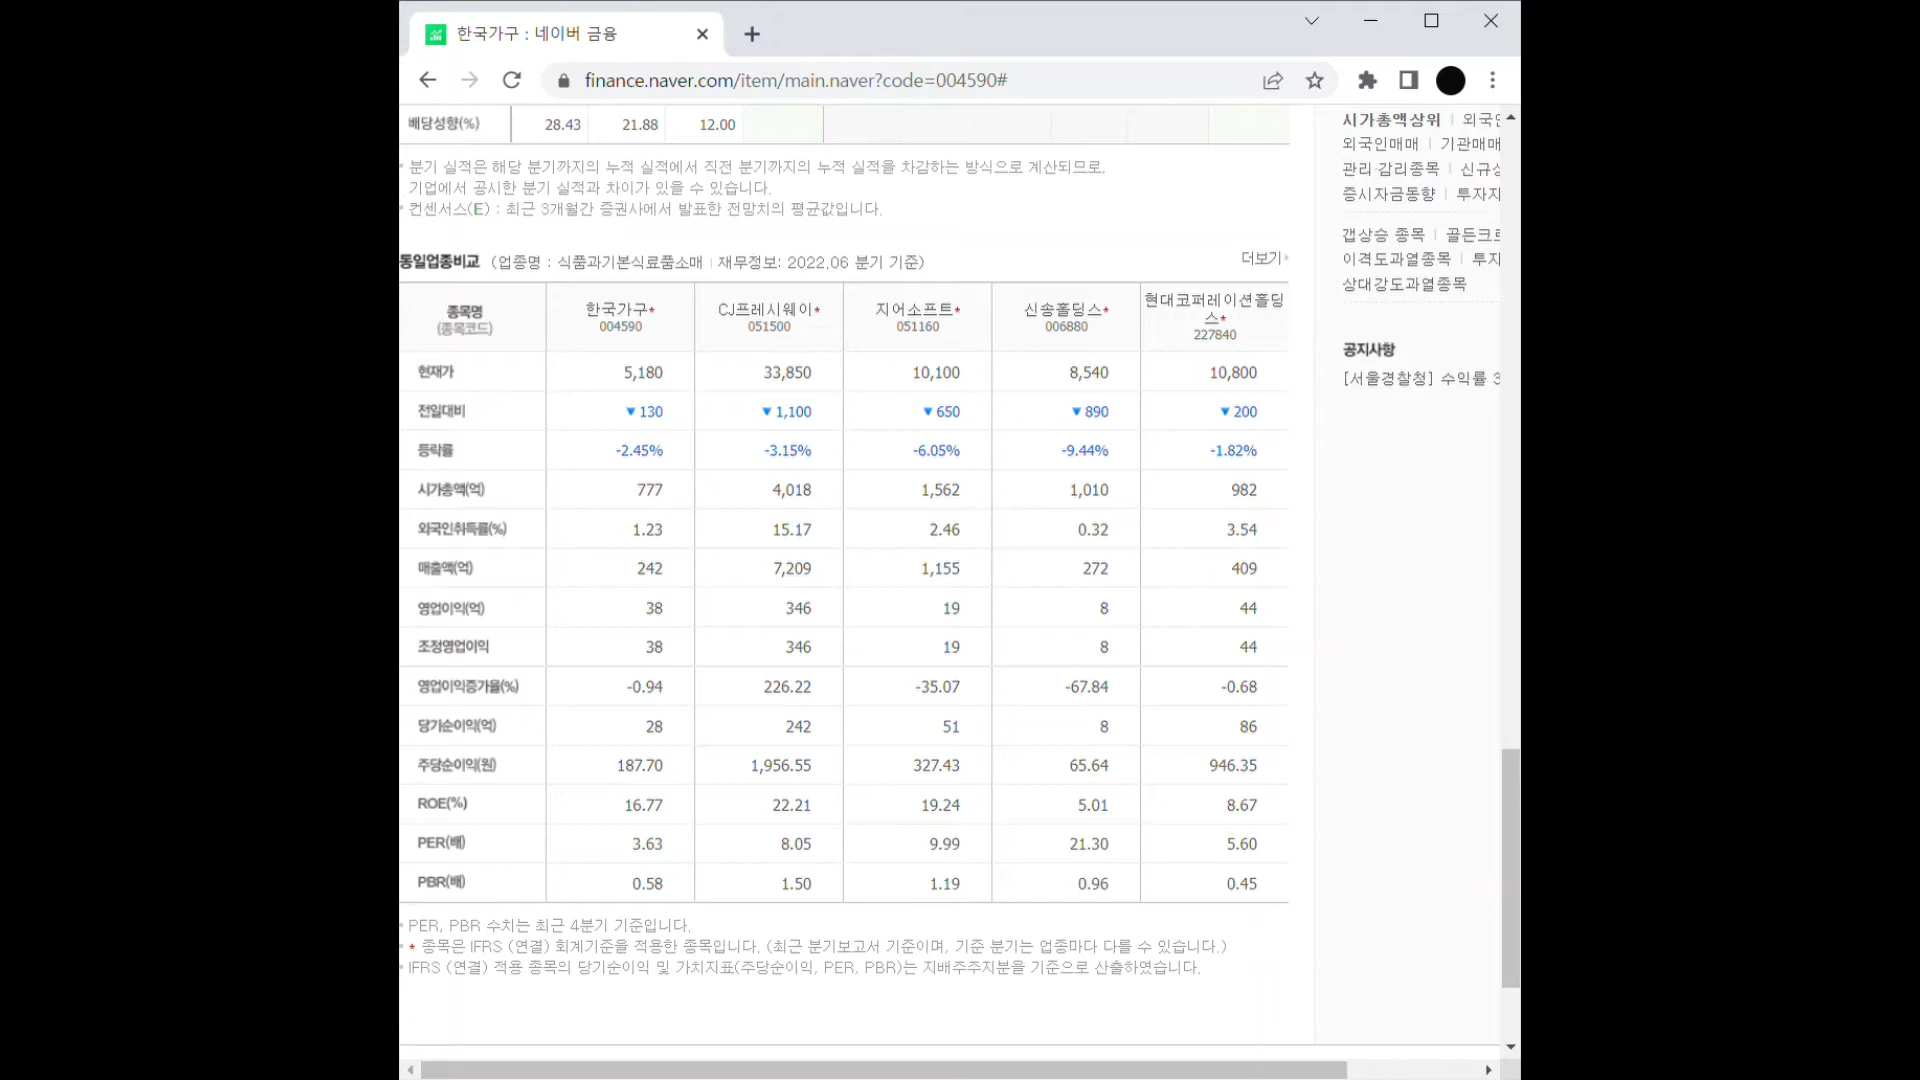 한국가구 : 네이버 금융
finance.naver.com/item/main.naver?code=004590#
배당성향(%) 28.43 21.88 12.00
분기 실적은 해당 분기까지의 누적 실적에서 직전 분기까지의 누적 실적을 차감하는 방식으로 계산되므로,
기업에서 공시한 분기 실적과 차이가 있을 수 있습니다.
컨센서스(E) : 최근 3개월간 증권사에서 발표한 전망치의 평균값입니다.
동일업종비교 (업종명 : 식품과기본식료품소매 | 재무정보: 2022.06 분기 기준) 더보기
종목명 한국가구* CJ프레시웨이* 지어소프트* 신송홀딩스* 현대코퍼레이션홀딩
스*
(종목코드) 004590 051500 051160 006880 227840
현재가 5,180 33,850 10,100 8,540 10,800
전일대비 ▼130 ▼1,100 ▼650 ▼890 ▼200
등락률 -2.45% -3.15% -6.05% -9.44% -1.82%
시가총액(억) 777 4,018 1,562 1,010 982
외국인취득률(%) 1.23 15.17 2.46 0.32 3.54
매출액(억) 242 7,209 1,155 272 409
영업이익(억) 38 346 19 8 44
조정영업이익 38 346 19 8 44
영업이익증가율(%) -0.94 226.22 -35.07 -67.84 -0.68
당기순이익(억) 28 242 51 8 86
주당순이익(원) 187.70 1,956.55 327.43 65.64 946.35
ROE(%) 16.77 22.21 19.24 5.01 8.67
PER(배) 3.63 8.05 9.99 21.30 5.60
PBR(배) 0.58 1.50 1.19 0.96 0.45
PER, PBR 수치는 최근 4분기 기준입니다.
* 종목은 IFRS (연결) 회계기준을 적용한 종목입니다. (최근 분기보고서 기준이며, 기준 분기는 업종마다 다를 수 있습니다.)
IFRS (연결) 적용 종목의 당기순이익 및 가치지표(주당순이익, PER, PBR)는 지배주주지분을 기준으로 산출하였습니다.
시가총액상위 | 외국
외국인매매 | 기관매매
관리·감리종목 | 신규
증시자금동향 | 투자
갭상승 종목 | 골든크
이격도과열종목 | 투자
상대강도과열종목
공지사항
[서울경찰청] 수익률 3